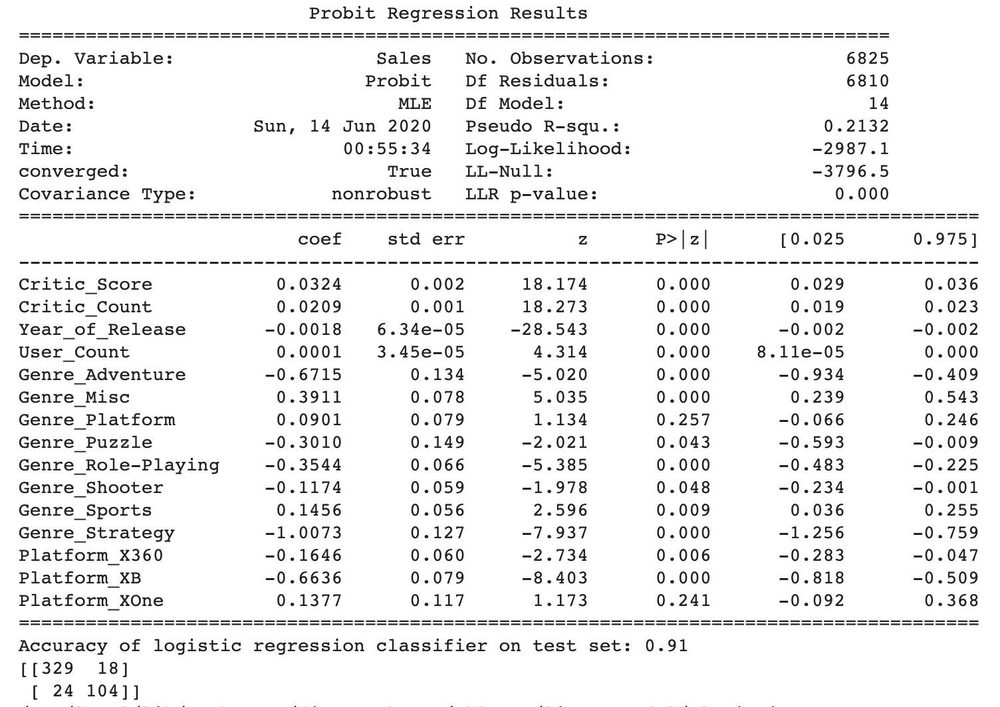 Probit Regression Results
==============================================================================
Dep. Variable: Sales No. Observations: 6825
Model: Probit Df Residuals: 6810
Method: MLE Df Model: 14
Date: Sun, 14 Jun 2020 Pseudo R-squ.: 0.2132
Time: 00:55:34 Log-Likelihood: -2987.1
converged: True LL-Null: -3796.5
Covariance Type: nonrobust LLR p-value: 0.000
======================================================================================
coef std err z P>|z| [0.025 0.975]
--------------------------------------------------------------------------------------
Critic_Score 0.0324 0.002 18.174 0.000 0.029 0.036
Critic_Count 0.0209 0.001 18.273 0.000 0.019 0.023
Year_of_Release -0.0018 6.34e-05 -28.543 0.000 -0.002 -0.002
User_Count 0.0001 3.45e-05 4.314 0.000 8.11e-05 0.000
Genre_Adventure -0.6715 0.134 -5.020 0.000 -0.934 -0.409
Genre_Misc 0.3911 0.078 5.035 0.000 0.239 0.543
Genre_Platform 0.0901 0.079 1.134 0.257 -0.066 0.246
Genre_Puzzle -0.3010 0.149 -2.021 0.043 -0.593 -0.009
Genre_Role-Playing -0.3544 0.066 -5.385 0.000 -0.483 -0.225
Genre_Shooter -0.1174 0.059 -1.978 0.048 -0.234 -0.001
Genre_Sports 0.1456 0.056 2.596 0.009 0.036 0.255
Genre_Strategy -1.0073 0.127 -7.937 0.000 -1.256 -0.759
Platform_X360 -0.1646 0.060 -2.734 0.006 -0.283 -0.047
Platform_XB -0.6636 0.079 -8.403 0.000 -0.818 -0.509
Platform_XOne 0.1377 0.117 1.173 0.241 -0.092 0.368
======================================================================================
Accuracy of logistic regression classifier on test set: 0.91
[[329 18]
[ 24 104]]